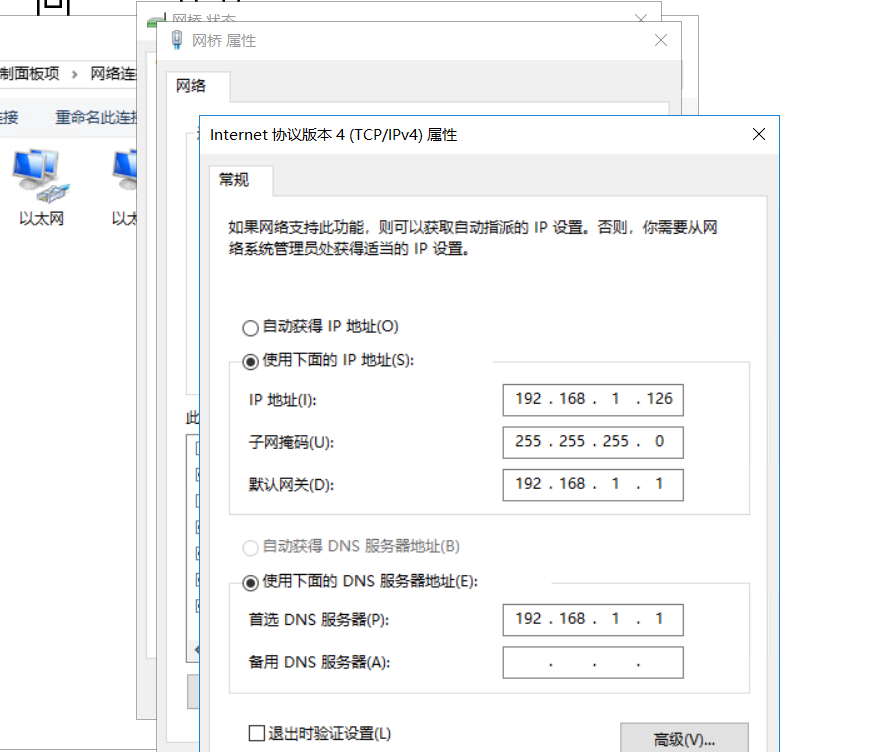 网桥 状态
网桥 属性
制面板项 › 网络连
网络
连接
重命名此连接
Internet 协议版本 4 (TCP/IPv4) 属性
常规
以太网
以太
如果网络支持此功能，则可以获取自动指派的 IP 设置。否则，你需要从网
络系统管理员处获得适当的 IP 设置。
自动获得 IP 地址(O)
使用下面的 IP 地址(S):
IP 地址(I):
192 . 168 . 1 . 126
此
子网掩码(U):
255 . 255 . 255 . 0
默认网关(D):
192 . 168 . 1 . 1
自动获得 DNS 服务器地址(B)
使用下面的 DNS 服务器地址(E):
首选 DNS 服务器(P):
192 . 168 . 1 . 1
备用 DNS 服务器(A):
. . .
退出时验证设置(L)
高级(V)...